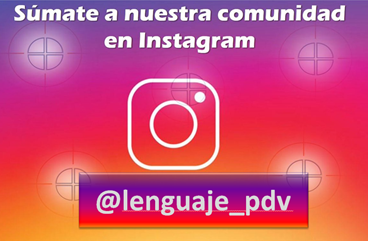 Súmate a nuestra comunidad
en Instagram
@lenguaje_pdv